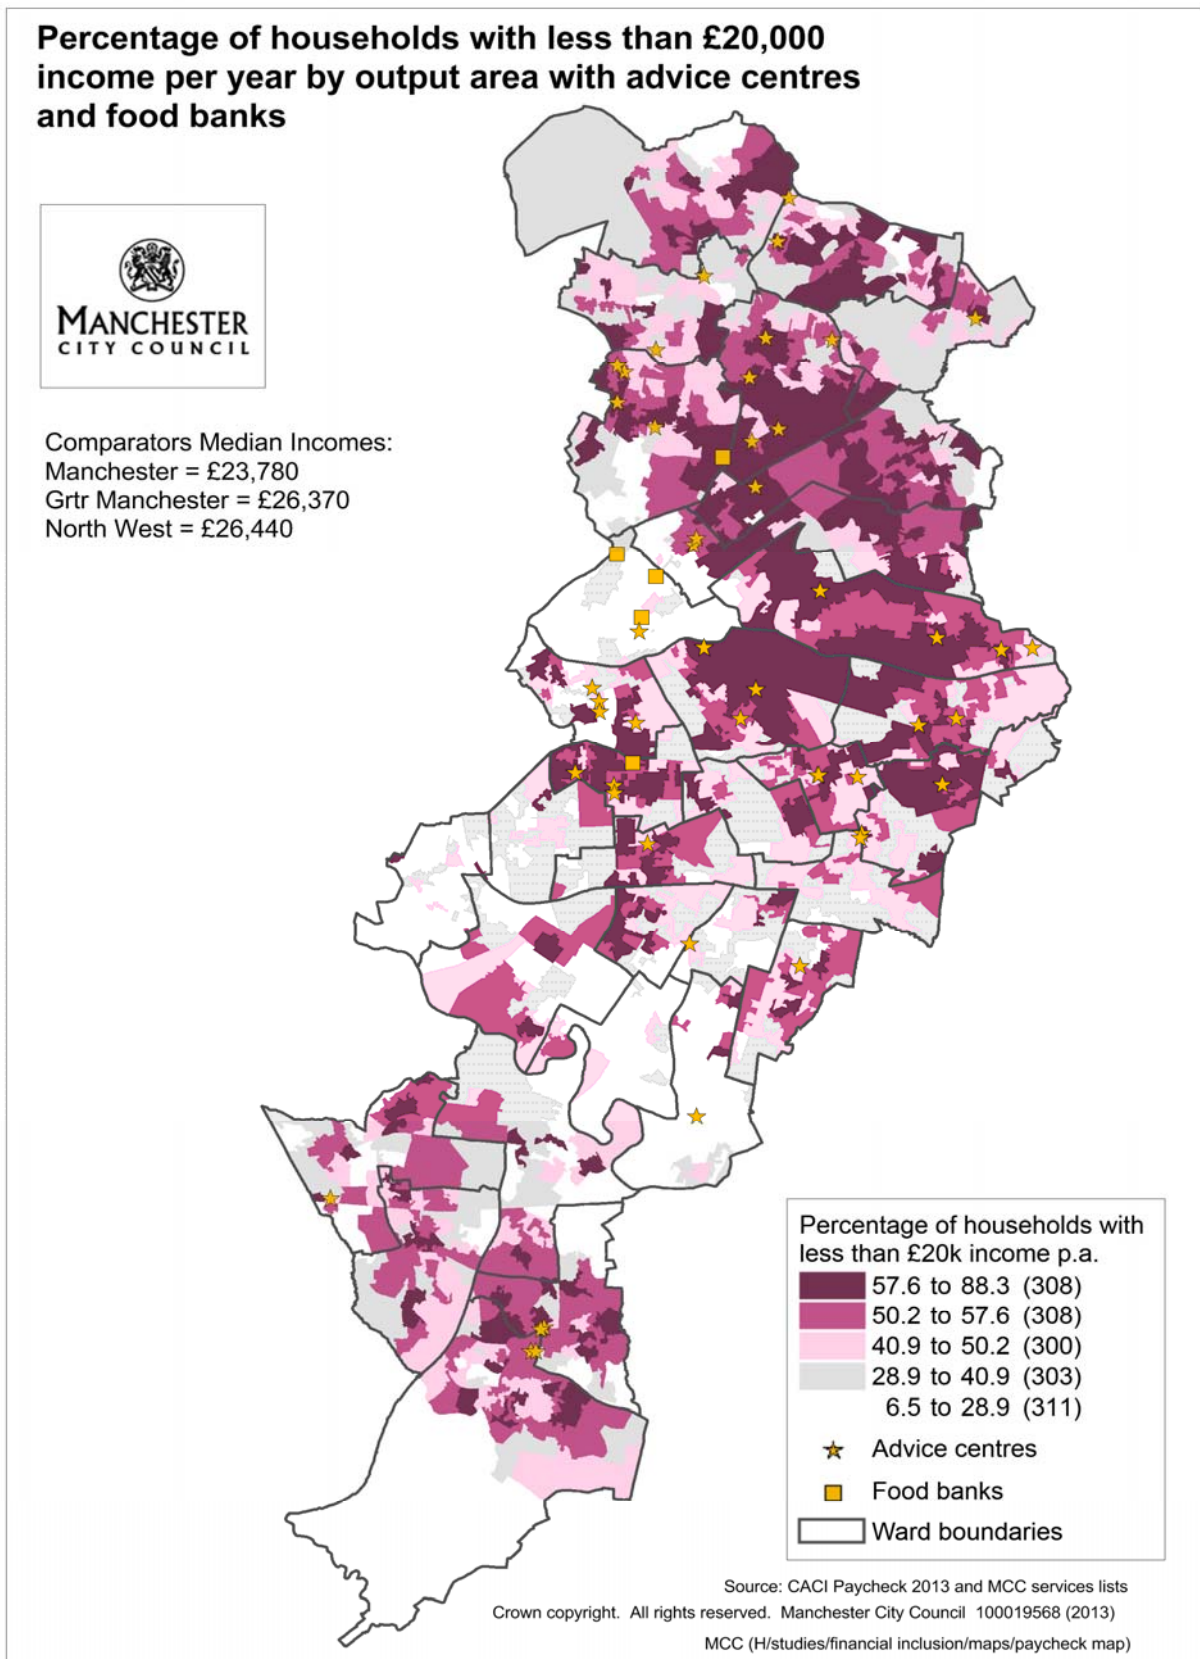 Percentage of households with less than £20,000
income per year by output area with advice centres
and food banks
MANCHESTER
CITY COUNCIL
Comparators Median Incomes:
Manchester = £23,780
Grtr Manchester = £26,370
North West = £26,440
Percentage of households with
less than £20k income p.a.
57.6 to 88.3 (308)
50.2 to 57.6 (308)
40.9 to 50.2 (300)
28.9 to 40.9 (303)
6.5 to 28.9 (311)
Advice centres
Food banks
Ward boundaries
Source: CACI Paycheck 2013 and MCC services lists
Crown copyright. All rights reserved. Manchester City Council 100019568 (2013)
MCC (H/studies/financial inclusion/maps/paycheck map)